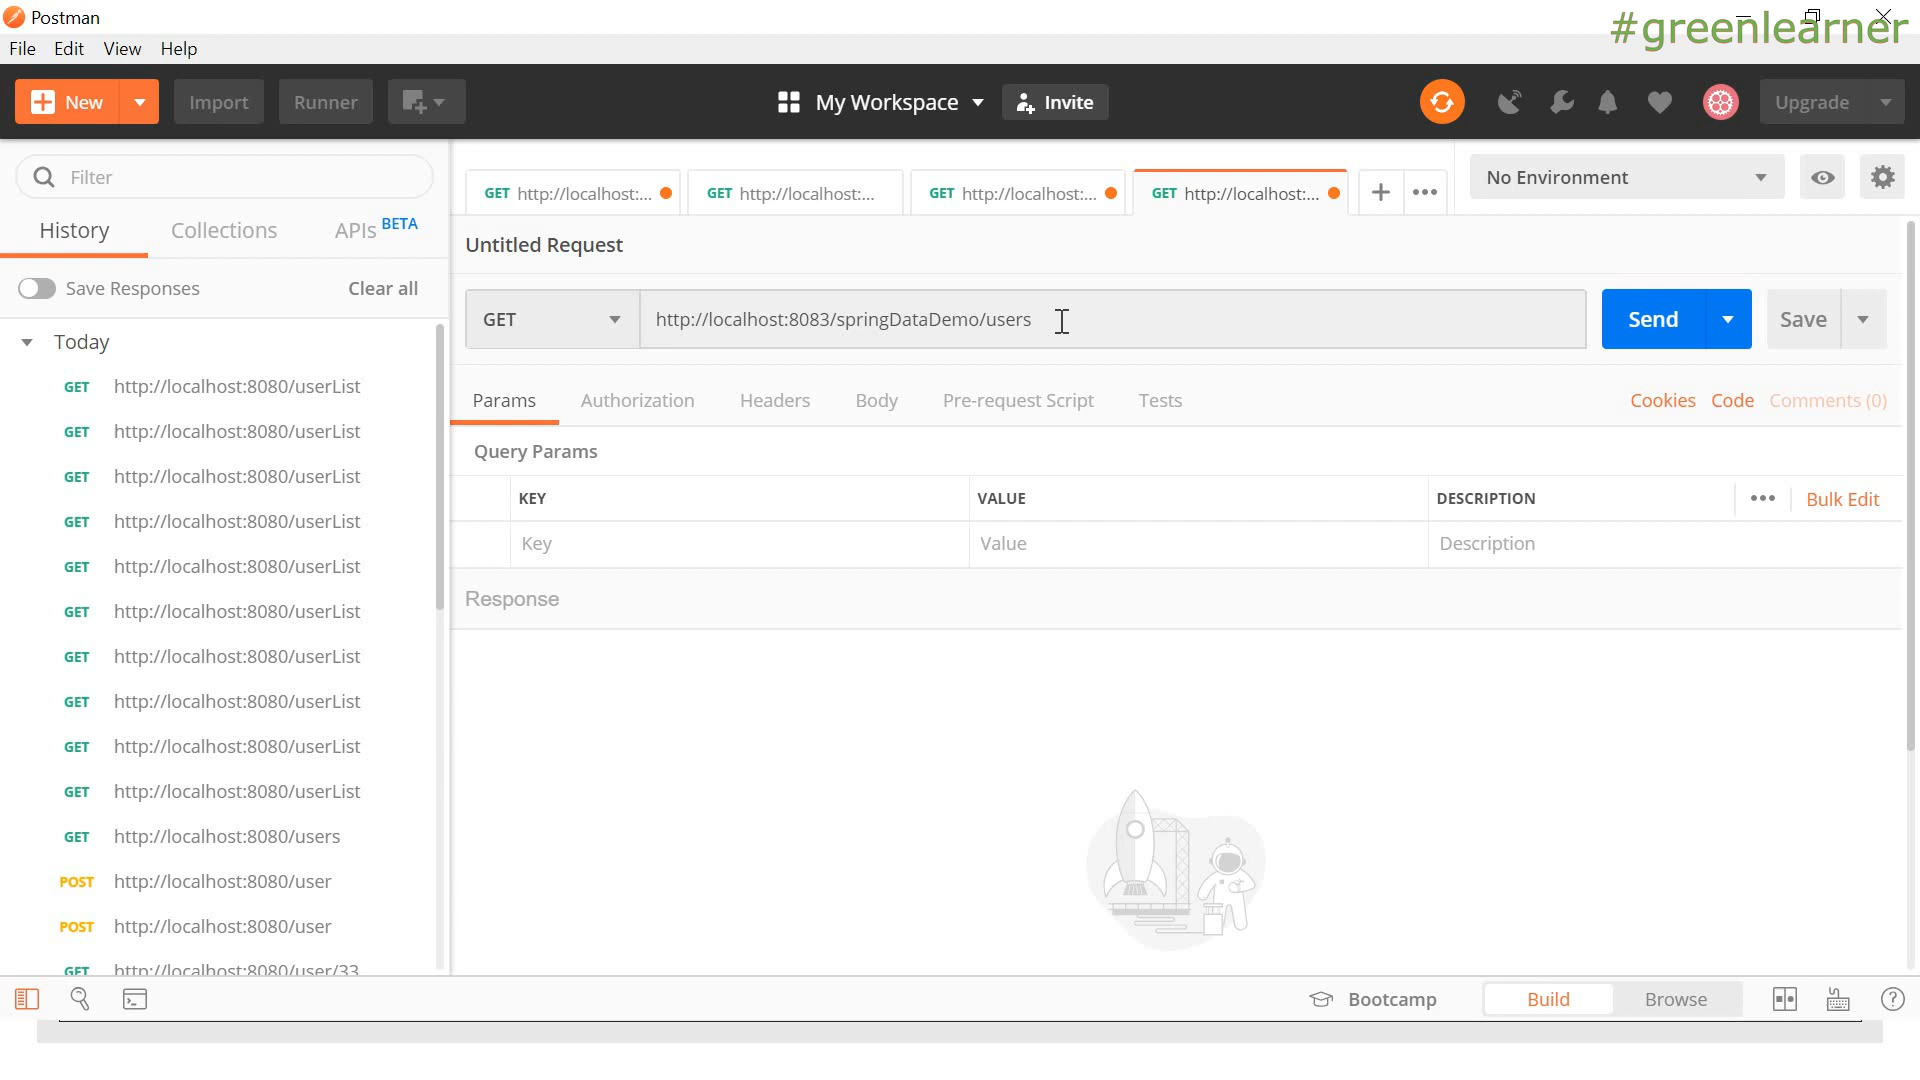 Postman
#greenlearner
File Edit View Help
New Import Runner My Workspace Invite Upgrade
Filter
History Collections APIs BETA
Save Responses Clear all
Today
GET http://localhost:8080/userList
GET http://localhost:8080/userList
GET http://localhost:8080/userList
GET http://localhost:8080/userList
GET http://localhost:8080/userList
GET http://localhost:8080/userList
GET http://localhost:8080/userList
GET http://localhost:8080/userList
GET http://localhost:8080/userList
GET http://localhost:8080/userList
GET http://localhost:8080/users
POST http://localhost:8080/user
POST http://localhost:8080/user
GET http://localhost:8080/user/33
GET http://localhost:... GET http://localhost:... GET http://localhost:... GET http://localhost:... No Environment
Untitled Request
GET http://localhost:8083/springDataDemo/users Send Save
Params Authorization Headers Body Pre-request Script Tests Cookies Code Comments (0)
Query Params
KEY VALUE DESCRIPTION Bulk Edit
Key Value Description
Response
Bootcamp Build Browse